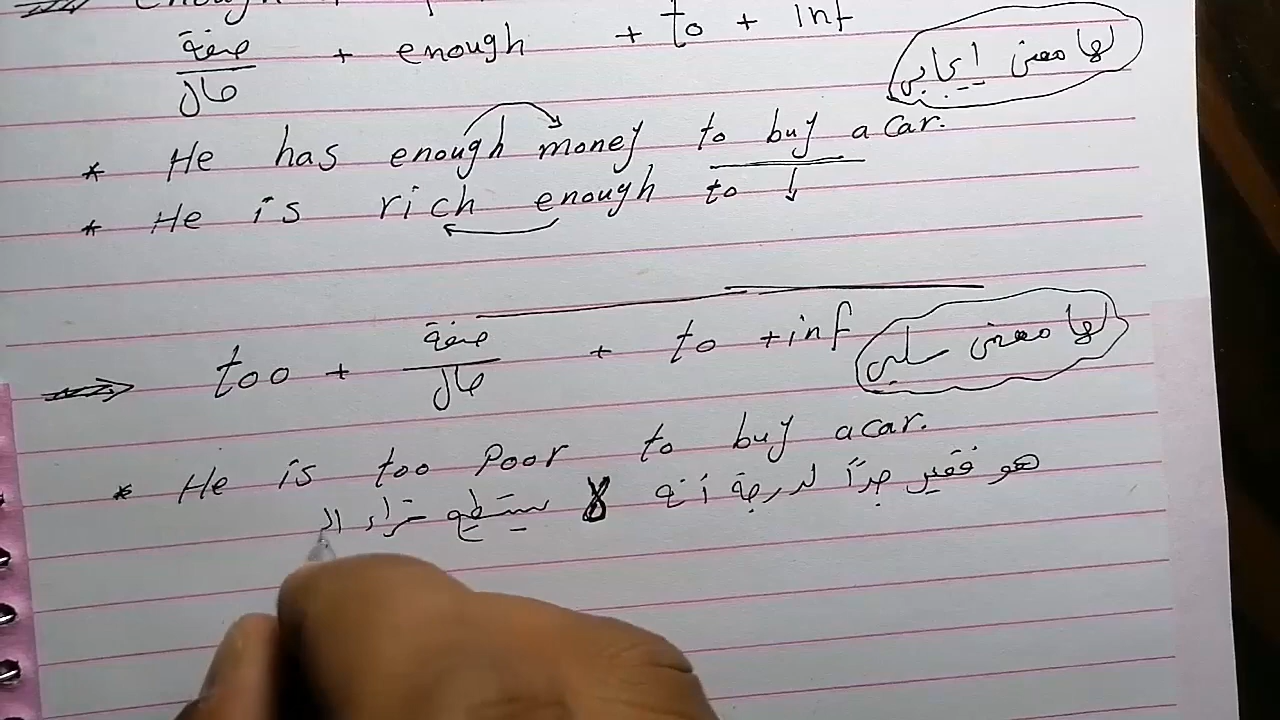 صفة
حال
+ enough + to + inf
لها معنى إيجابي
* He has enough money to buy a car.
* He is rich enough to ↓
too + صفة
حال
+ to + inf
لها معنى سلبي
* He is too Poor to buy a car.
هو فقير جداً لدرجة أنه لا يستطيع شراء ال